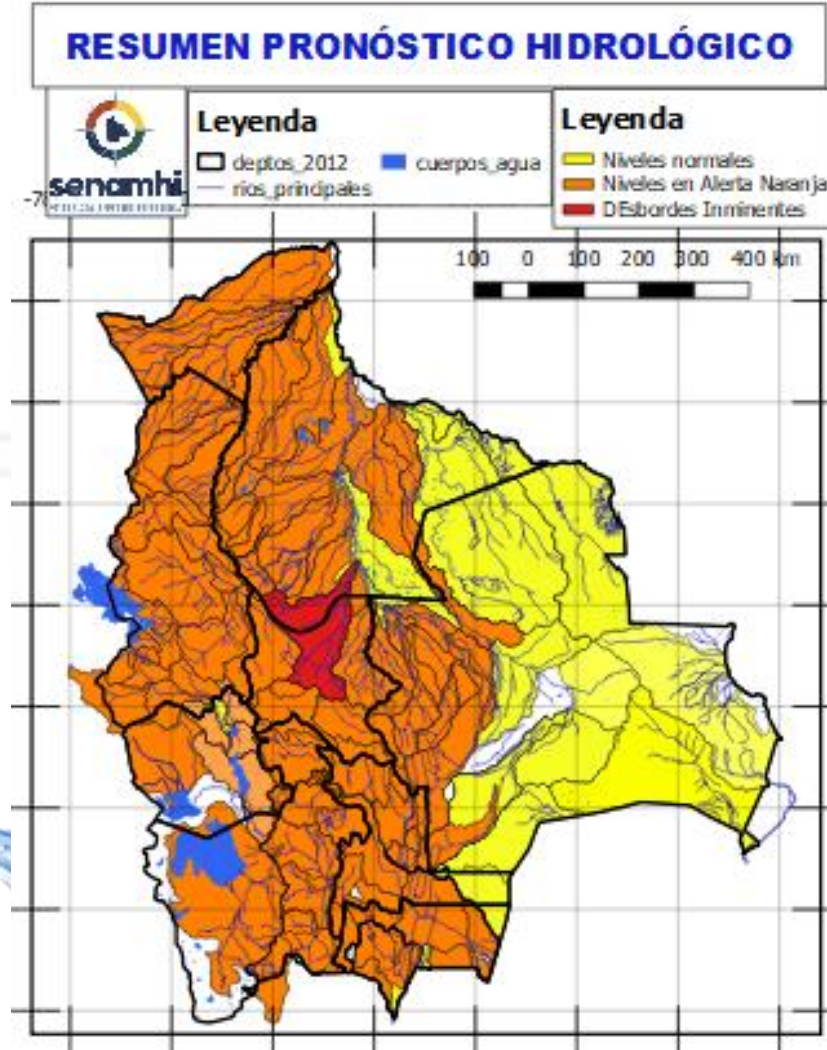 RESUMEN PRONÓSTICO HIDROLÓGICO
senamhi
Leyenda
deptos_2012
cuerpos_agua
rios_principales
Leyenda
Niveles normales
Niveles en Alerta Naranja
DEsbordes Inminentes
100 0 100 200 300 400 km